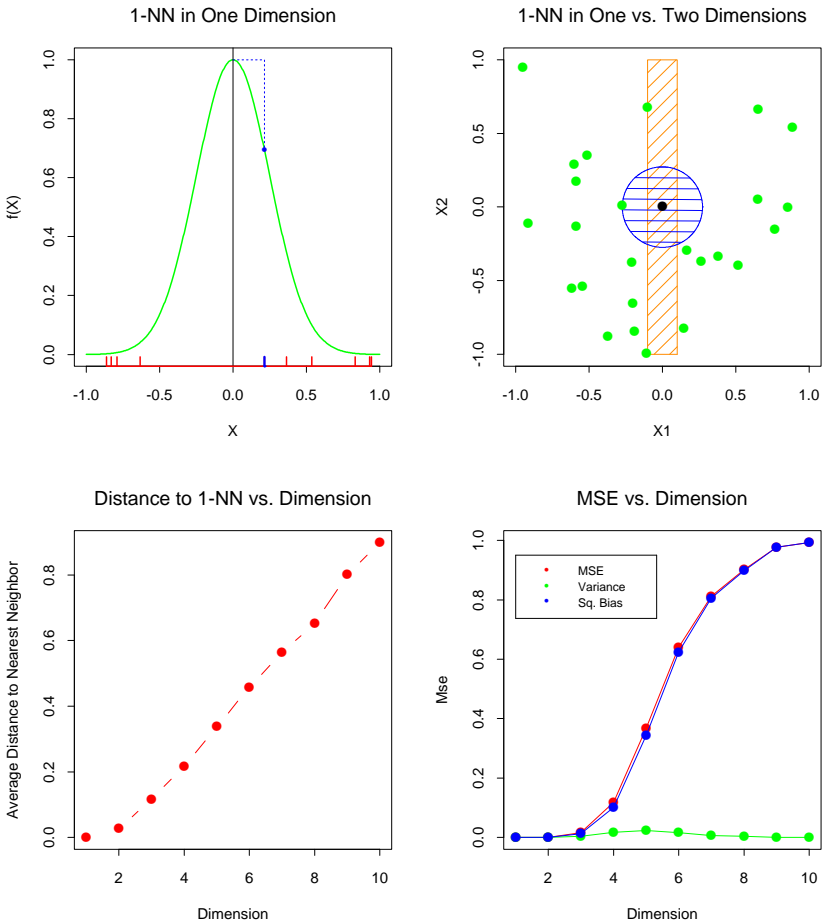 1-NN in One Dimension
f(X)
1.0
0.8
0.6
0.4
0.2
0.0
-1.0 -0.5 0.0 0.5 1.0
X
1-NN in One vs. Two Dimensions
X2
1.0
0.5
0.0
-0.5
-1.0
-1.0 -0.5 0.0 0.5 1.0
X1
Distance to 1-NN vs. Dimension
Average Distance to Nearest Neighbor
0.8
0.6
0.4
0.2
0.0
2 4 6 8 10
Dimension
MSE vs. Dimension
Mse
1.0
0.8
0.6
0.4
0.2
0.0
MSE
Variance
Sq. Bias
2 4 6 8 10
Dimension